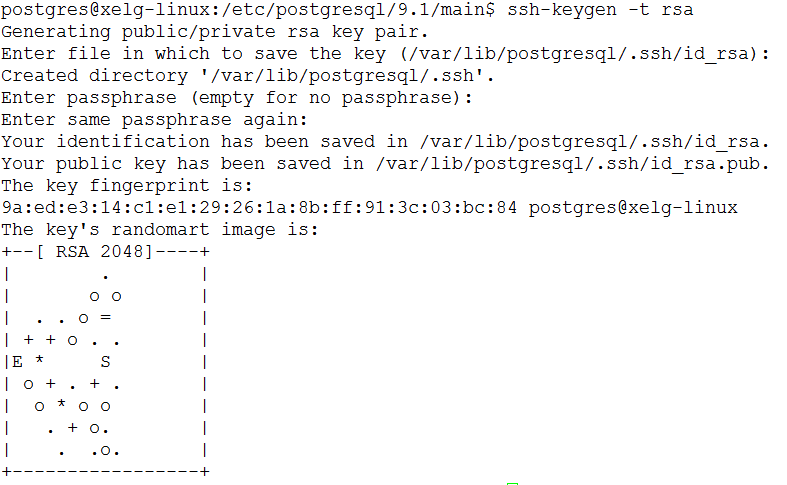 postgres@xelg-linux:/etc/postgresql/9.1/main$ ssh-keygen -t rsa
Generating public/private rsa key pair.
Enter file in which to save the key (/var/lib/postgresql/.ssh/id_rsa):
Created directory '/var/lib/postgresql/.ssh'.
Enter passphrase (empty for no passphrase):
Enter same passphrase again:
Your identification has been saved in /var/lib/postgresql/.ssh/id_rsa.
Your public key has been saved in /var/lib/postgresql/.ssh/id_rsa.pub.
The key fingerprint is:
9a:ed:e3:14:c1:e1:29:26:1a:8b:ff:91:3c:03:bc:84 postgres@xelg-linux
The key's randomart image is:
+--[ RSA 2048]----+
|        .        |
|       o o       |
|  . . o =        |
| + + o . .       |
|E *     S        |
| o + . + .       |
|  o * o o        |
|   . + o.        |
|    .  .o.       |
+-----------------+